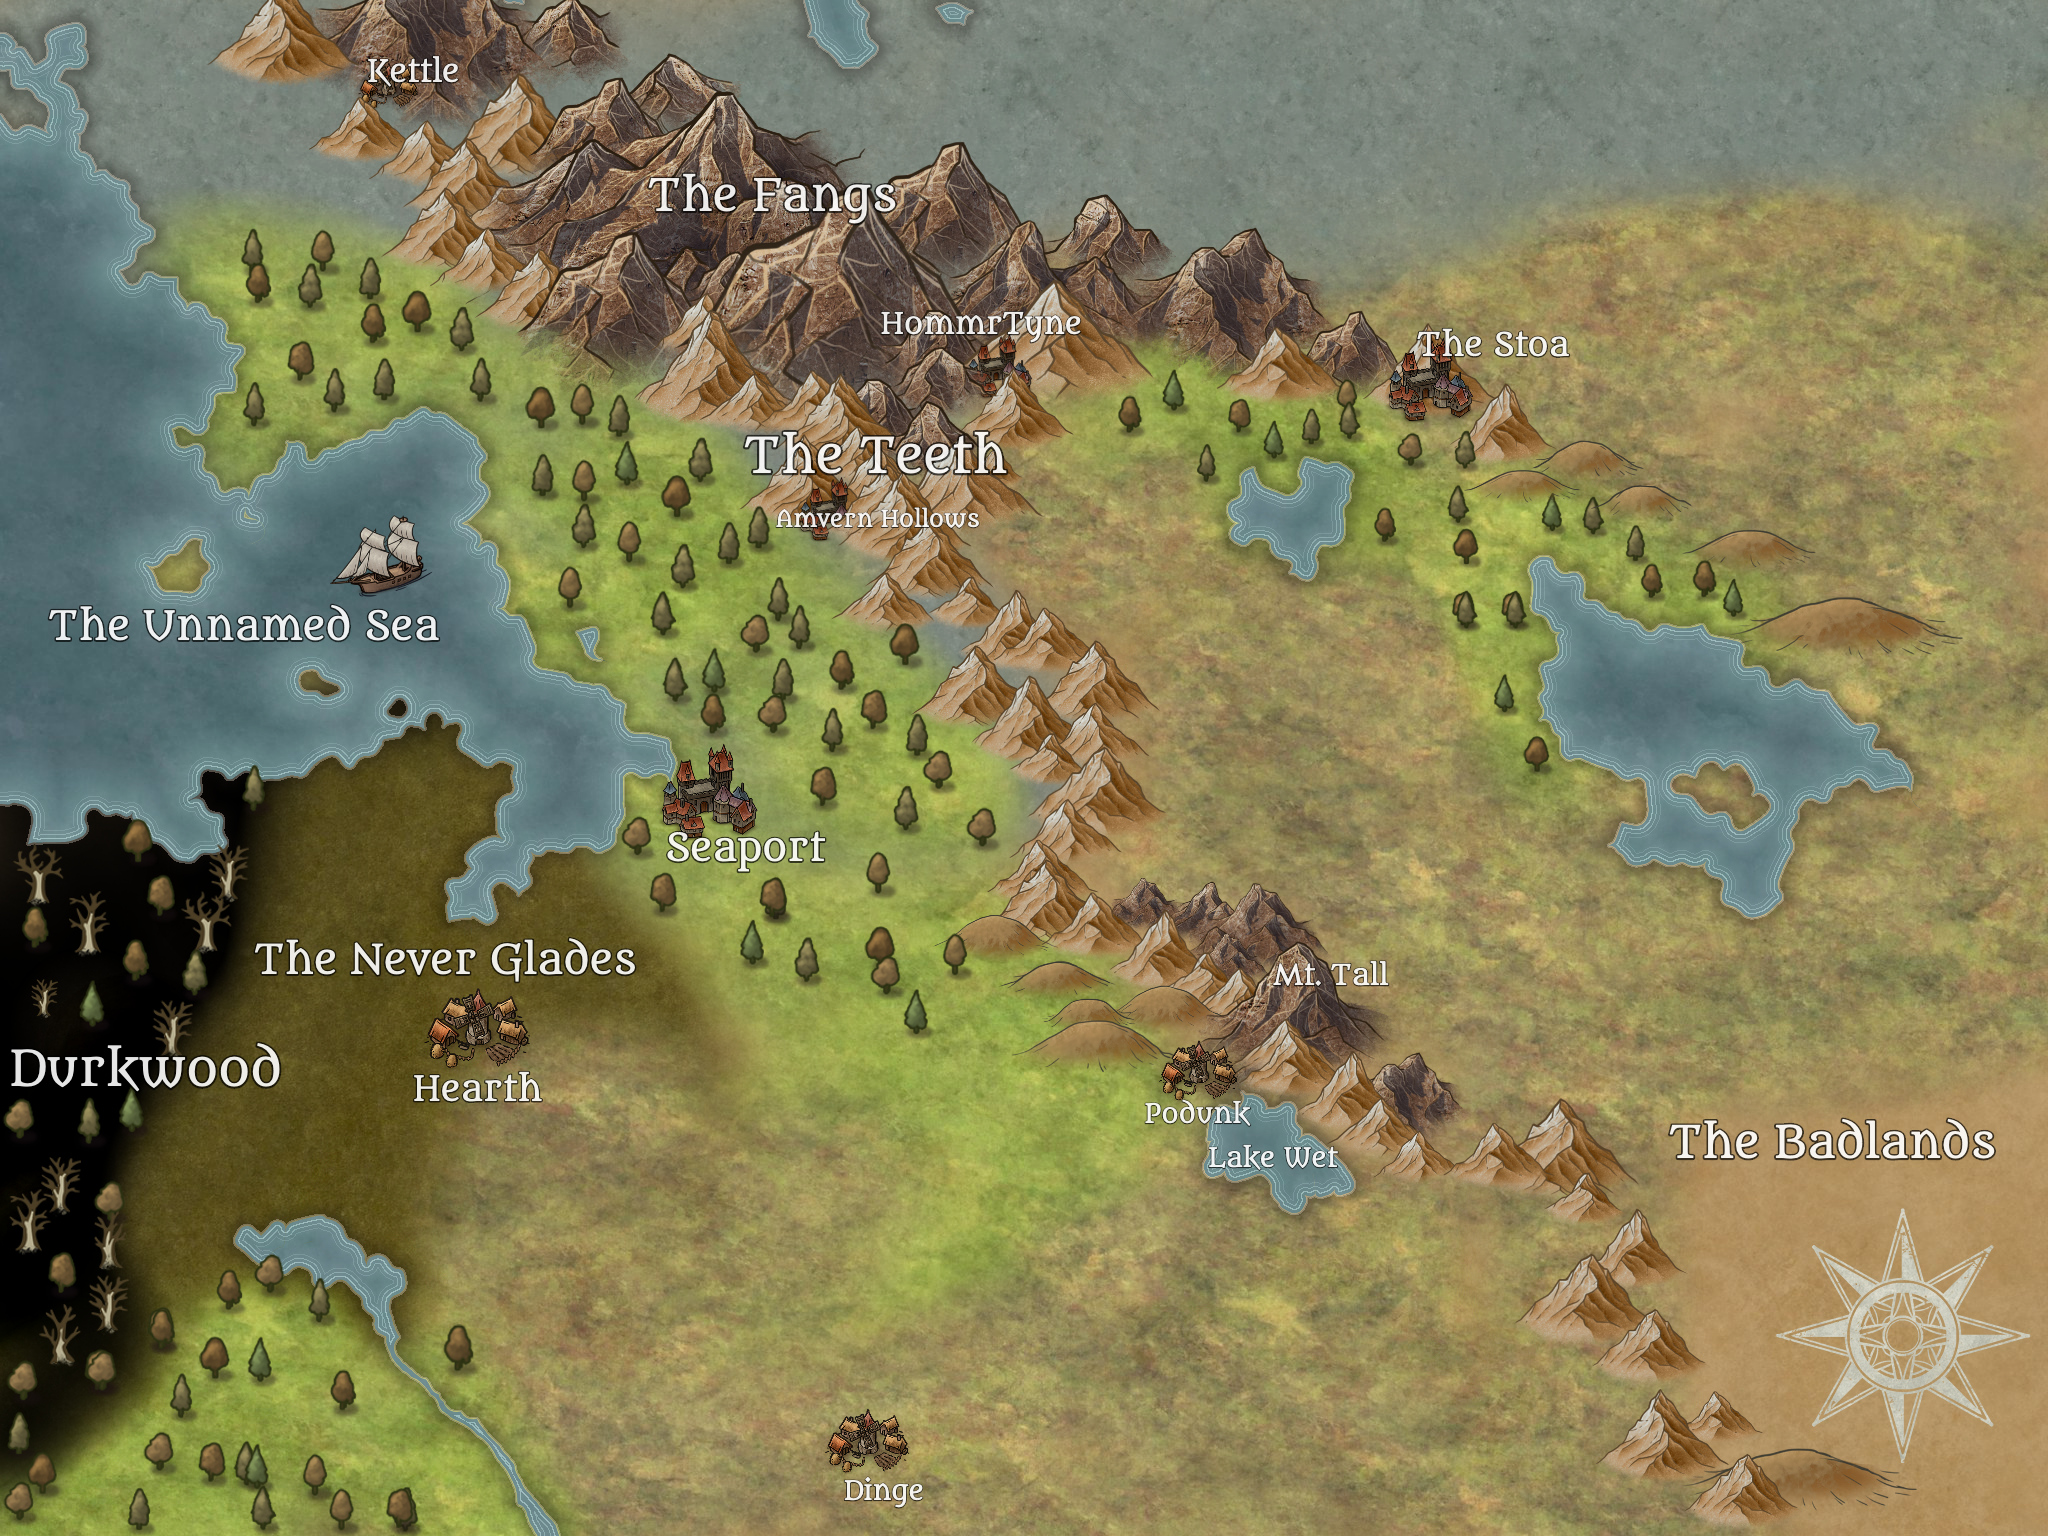 Kettle
The Fangs
HommrTyne
The Stoa
The Teeth
Amvern Hollows
The Unnamed Sea
Seaport
The Never Glades
Mt. Tall
Durkwood
Hearth
Podunk
The Badlands
Lake Wet
Dinge